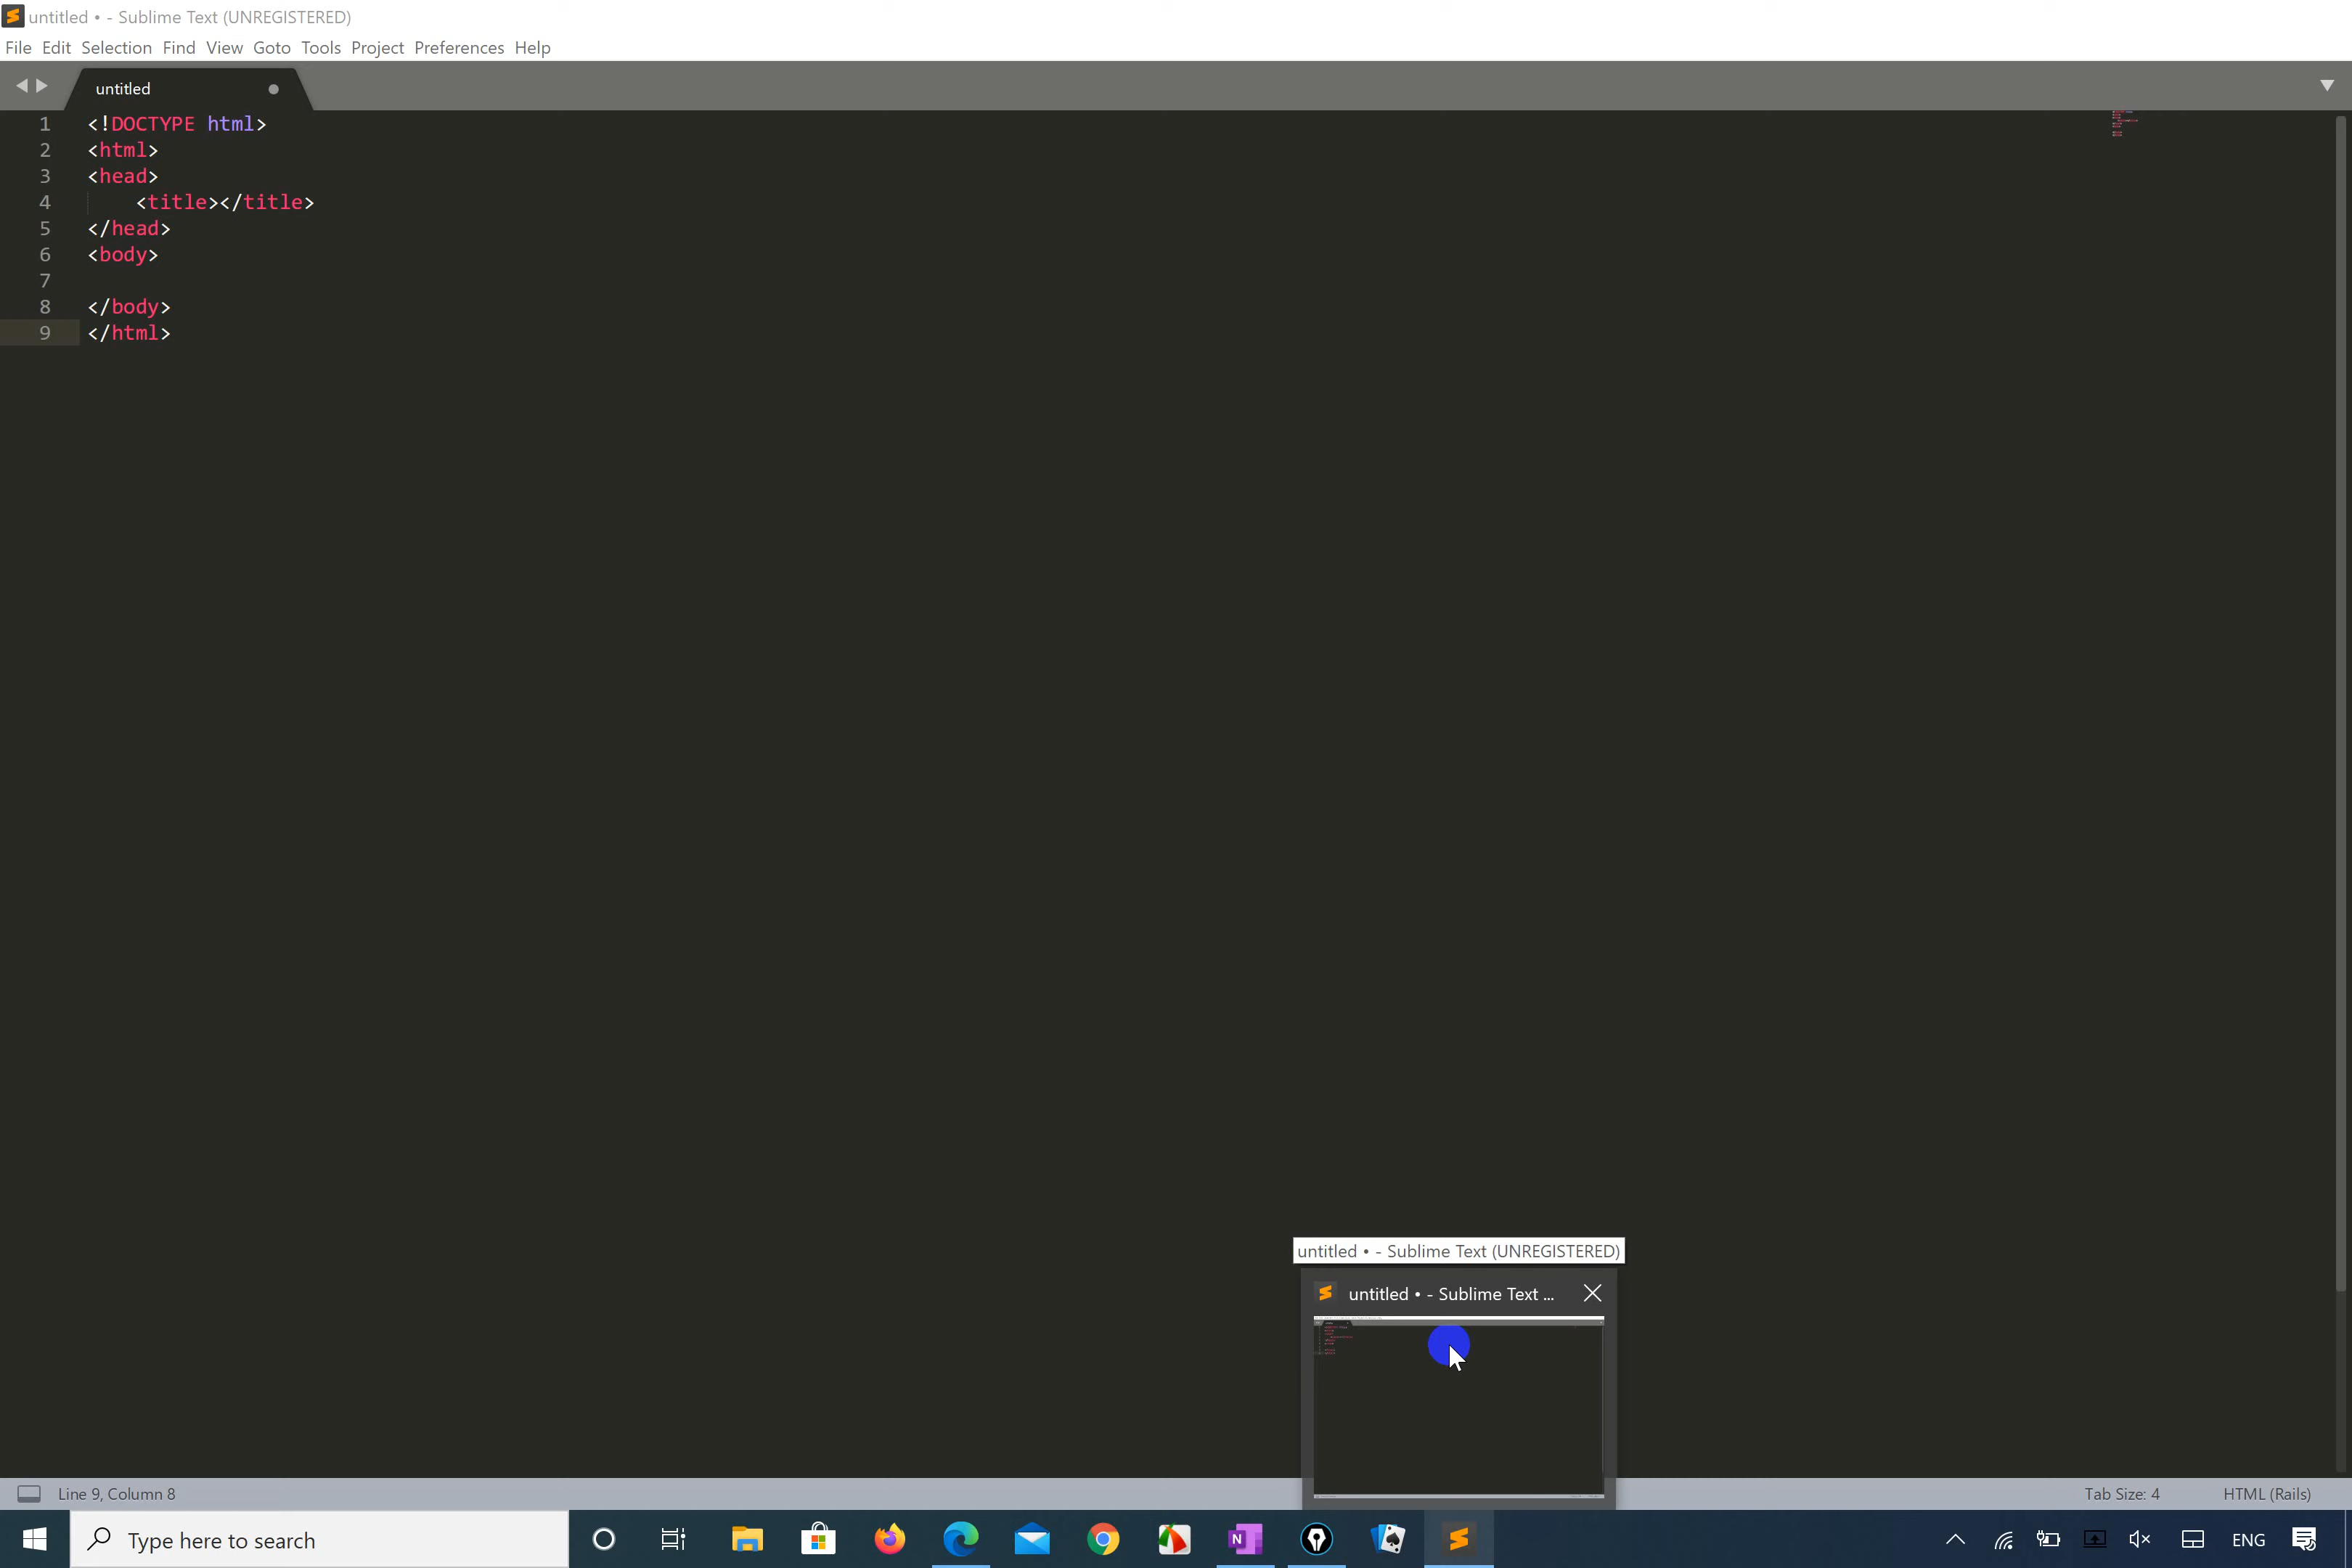 untitled • - Sublime Text (UNREGISTERED)
File Edit Selection Find View Goto Tools Project Preferences Help
untitled
1 <!DOCTYPE html>
2 <html>
3 <head>
4 <title></title>
5 </head>
6 <body>
7
8 </body>
9 </html>
untitled • - Sublime Text (UNREGISTERED)
untitled • - Sublime Text ...
Line 9, Column 8
Tab Size: 4
HTML (Rails)
Type here to search
N
ENG